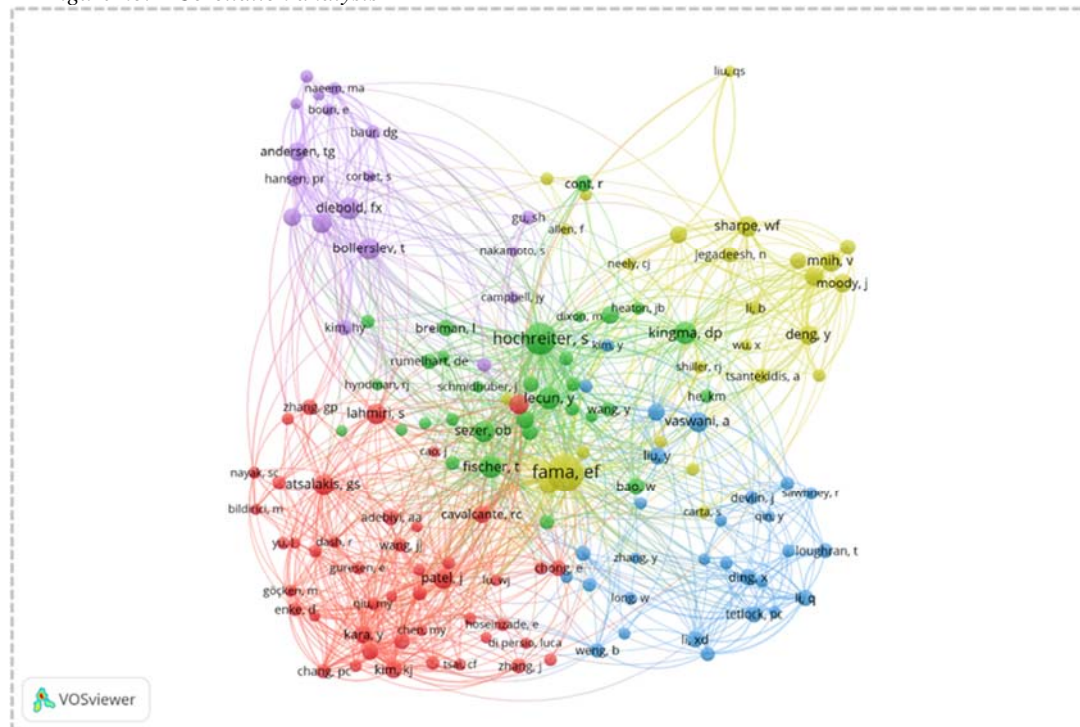 liu, qs
naeem, ma
bouri, e
baur, dg
andersen, tg
hansen, pr
corbet, s
cont, r
diebold, fx
gu, sh
allen, f
sharpe, wf
bollerslev, t
nakamoto, s
neely, cj
jegadeesh, n
mnih, v
moody, j
campbell, jy
li, b
kim, hy
breiman, l
dixon, m
heaton, jb
hochreiter, s
kim, y
kingma, dp
deng, y
wu, x
rumelhart, de
shiller, rj
tsantekidis, a
hyndman, rj
schmidhuber, j
lecun, y
he, km
zhang, gp
lahmiri, s
wang, y
vaswani, a
sezer, ob
cao, j
liu, y
nayak, sc
fischer, t
fama, ef
atsalakis, gs
bao, w
devlin, j
sawhney, r
bildirici, m
adebiyi, aa
cavalcante, rc
carta, s
qin, y
yu, l
dash, r
wang, jj
loughran, t
guresen, e
patel, j
lu, wj
chong, e
zhang, y
ding, x
göçken, m
enke, d
qiu, my
long, w
li, q
tetlock, pc
kara, y
chen, my
hoseinzade, e
di persio, luca
li, xd
weng, b
chang, pc
kim, kj
tsai, cf
zhang, j
VOSviewer